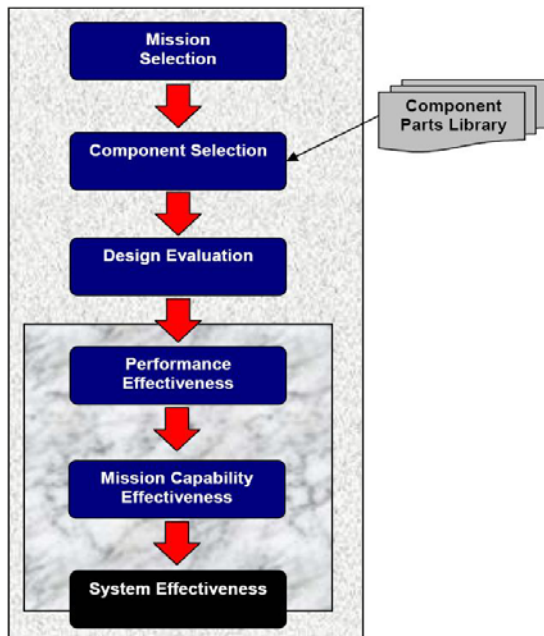 Mission
Selection
Component
Parts Library
Component Selection
Design Evaluation
Performance
Effectiveness
Mission Capability
Effectiveness
System Effectiveness